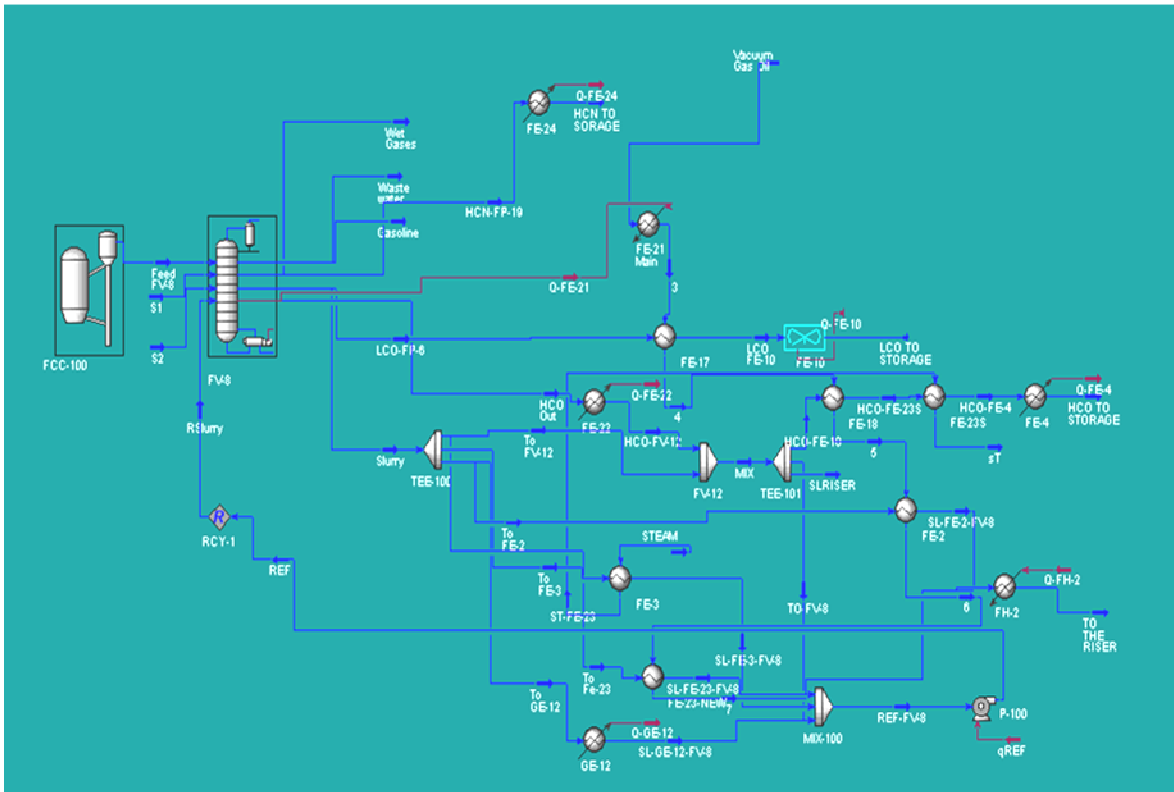 Vacuum
Gas Oil
Q-FE-24
HCN TO
SORAGE
FE-24
Wet
Gases
Waste
water
HCN-FP-19
Gasoline
FE-21
Main
Feed
FV-8
Q-FE-21
3
S1
Q-FE-10
FCC-100
S2
FV-8
LCO-FP-6
FE-17
LCO
FE-10
FE-10
LCO TO
STORAGE
HCO
Out
Q-FE-22
FE-22
4
HCO-FE-23S
FE-18
HCO-FE-4
FE-23S
Q-FE-4
FE-4
HCO TO
STORAGE
RSlurry
To
FV-12
HCO-FV-12
HCO-FE-18
5
sT
Slurry
TEE-100
FV-12
MIX
TEE-101
SLRISER
R
RCY-1
To
FE-2
STEAM
FE-2
SL-FE-2-FV-8
REF
To
FE-3
FE-3
ST-FE-23
TO-FV-8
6
Q-FH-2
FH-2
TO
THE
RISER
SL-FE-3-FV-8
To
Fe-23
SL-FE-23-FV-8
FE-23-NEW
7
To
GE-12
Q-GE-12
GE-12
SL-GE-12-FV-8
MIX-100
REF-FV-8
P-100
qREF